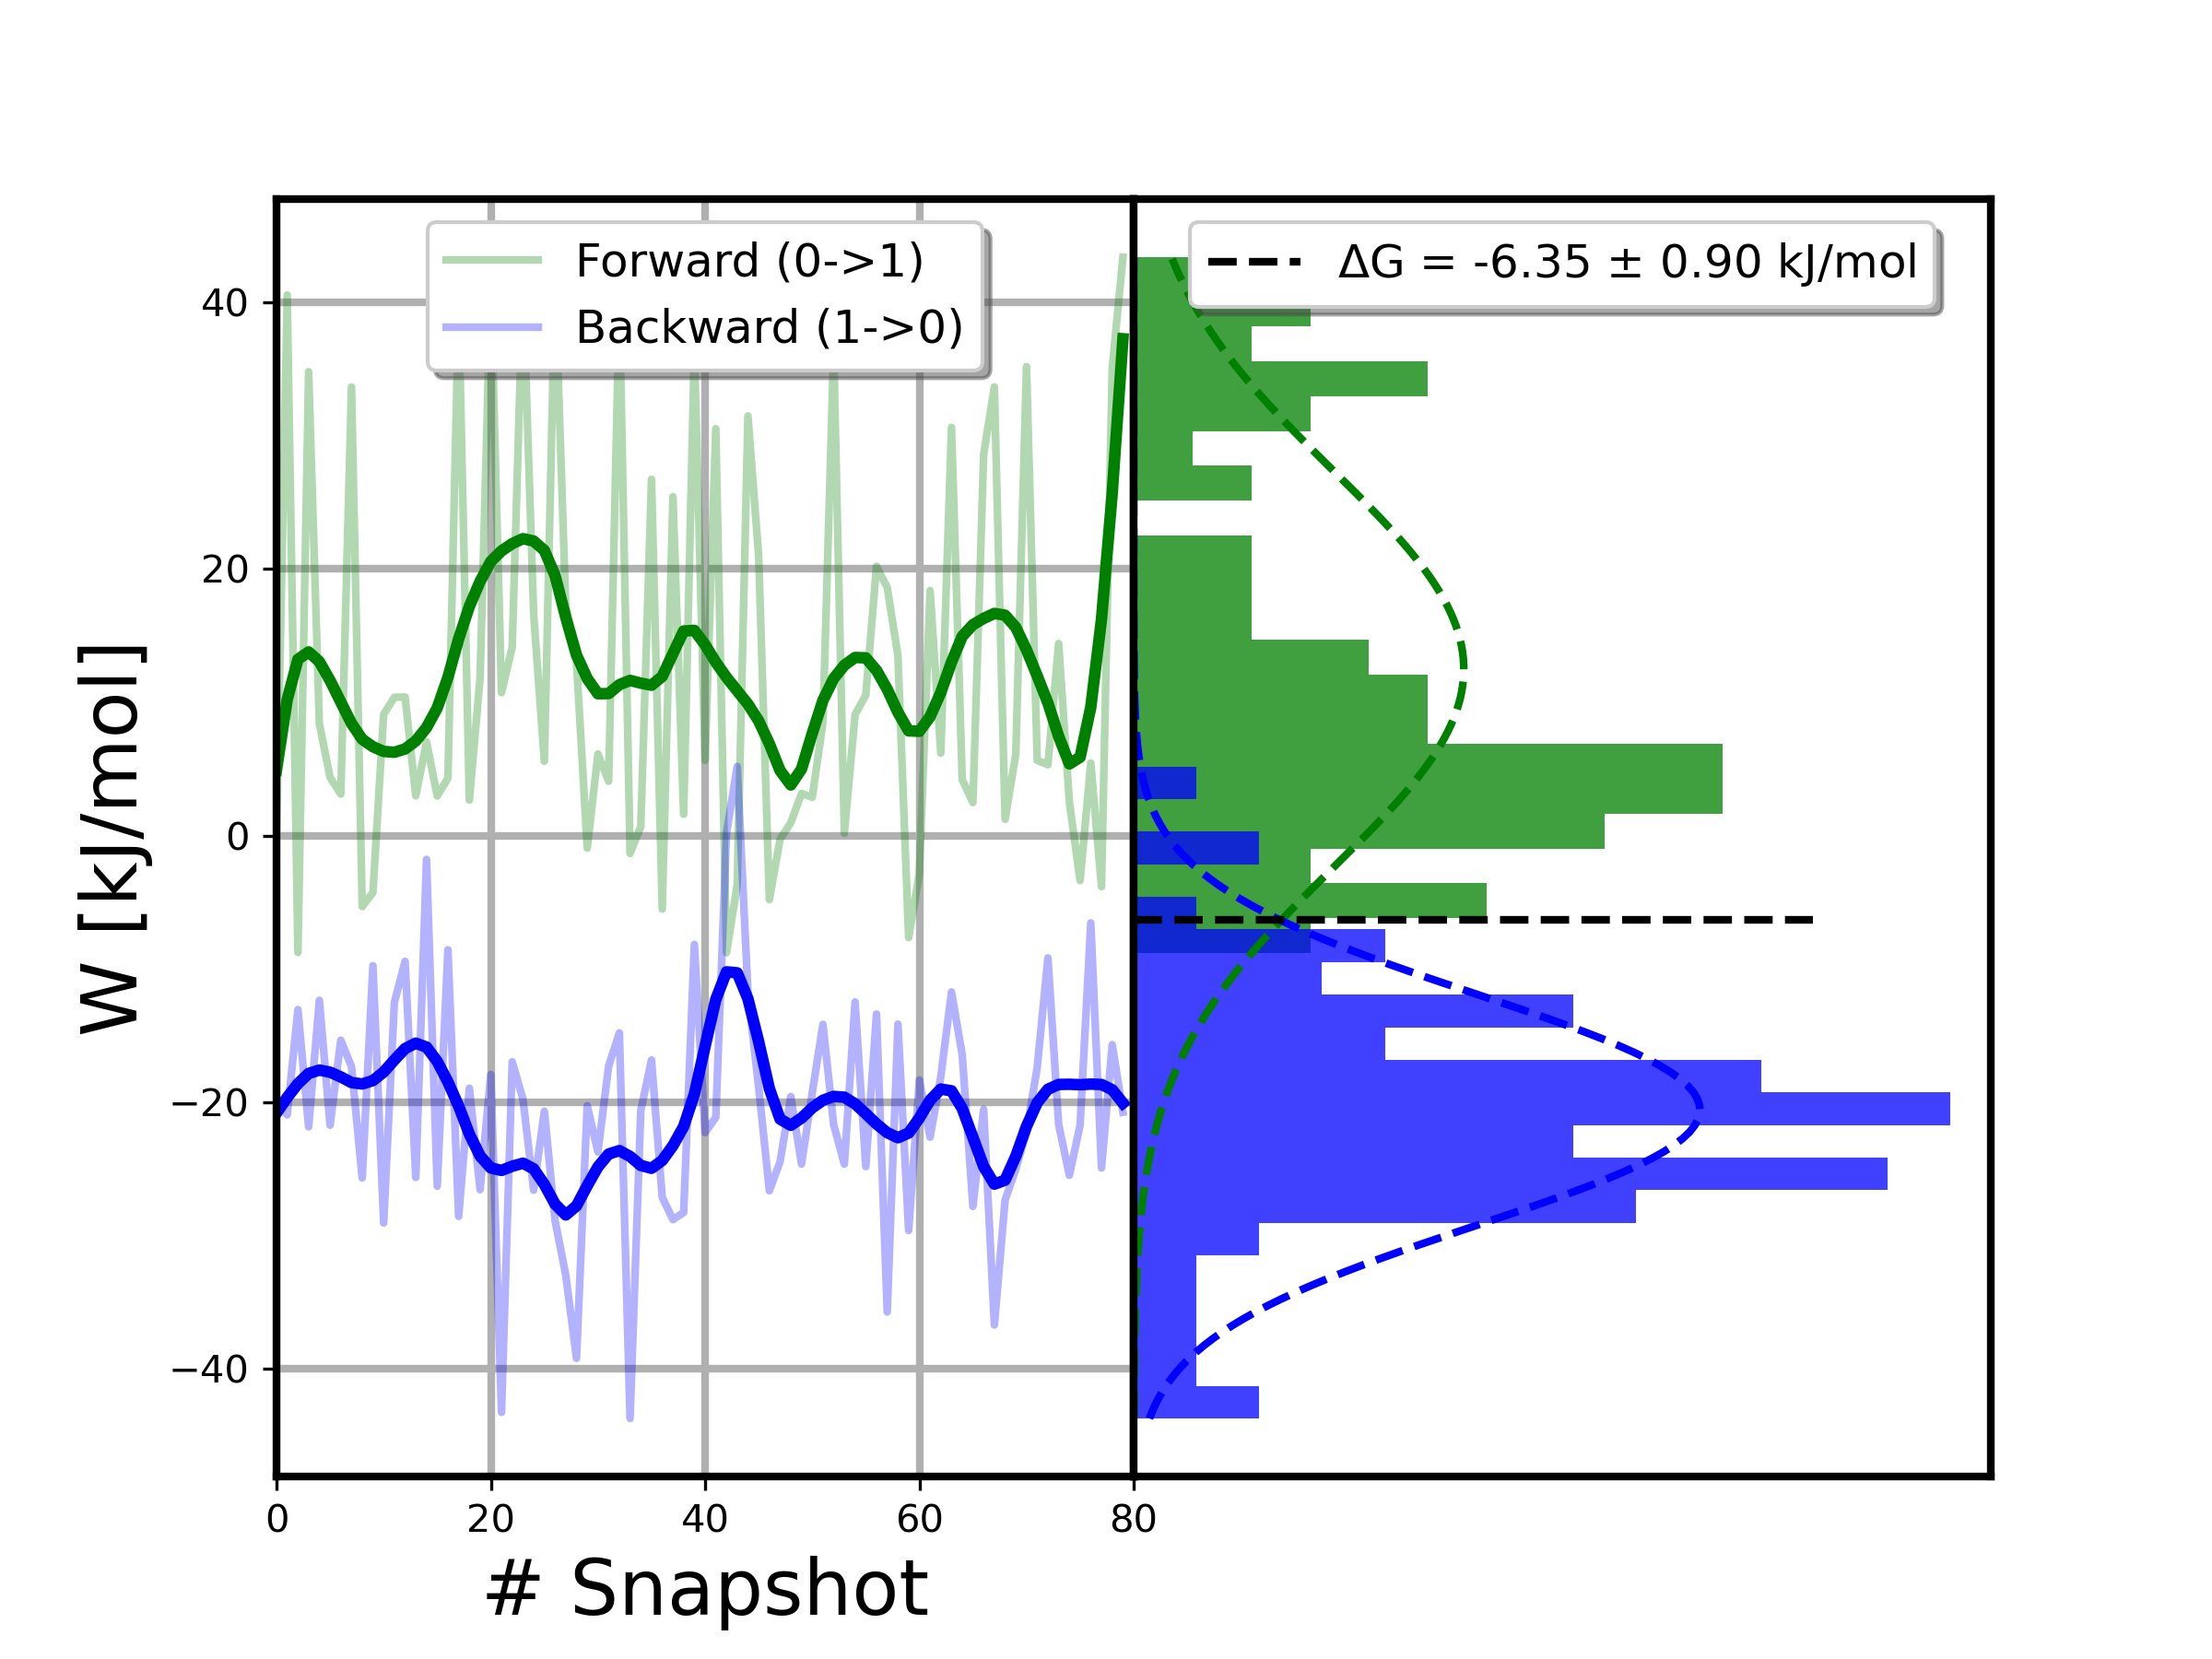 Forward (0->1)
Backward (1->0)
ΔG = -6.35 ± 0.90 kJ/mol
40
20
0
−20
−40
W [kJ/mol]
0 20 40 60 80
# Snapshot